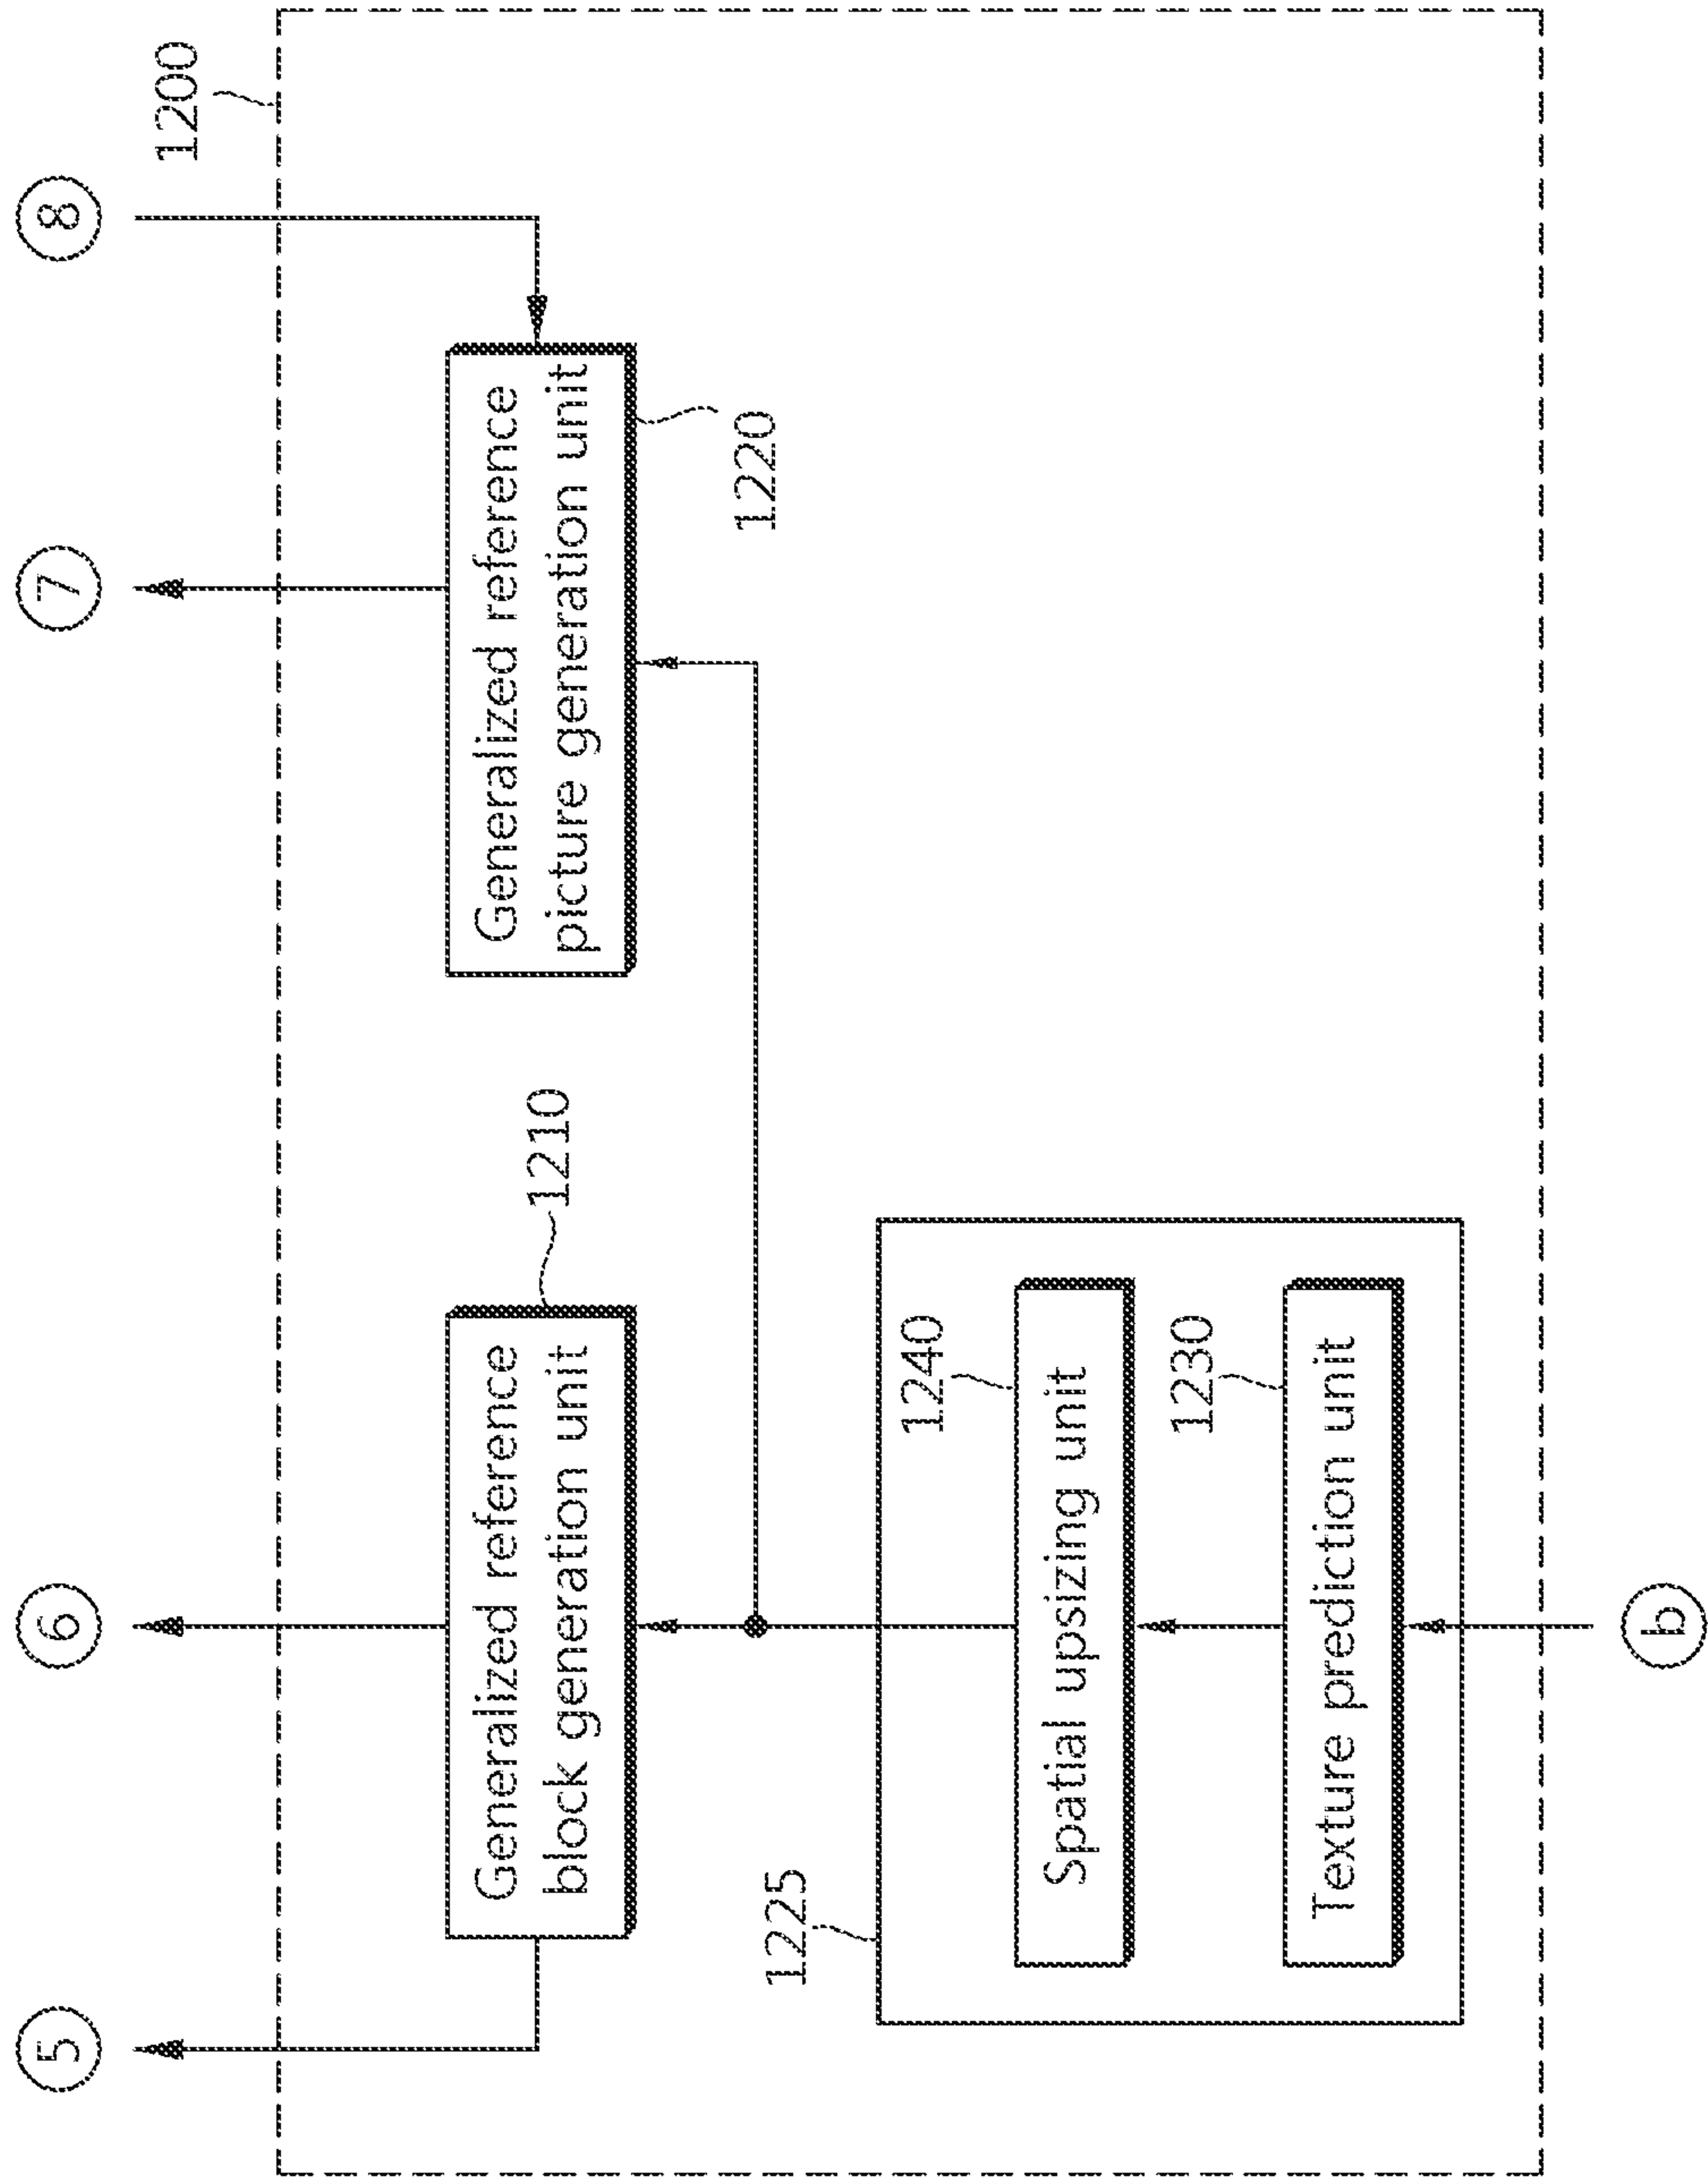 5
6
7
8
1200
Generalized reference
block generation unit
1210
Generalized reference
picture generation unit
1220
1225
1240
Spatial upsizing unit
1230
Texture prediction unit
b